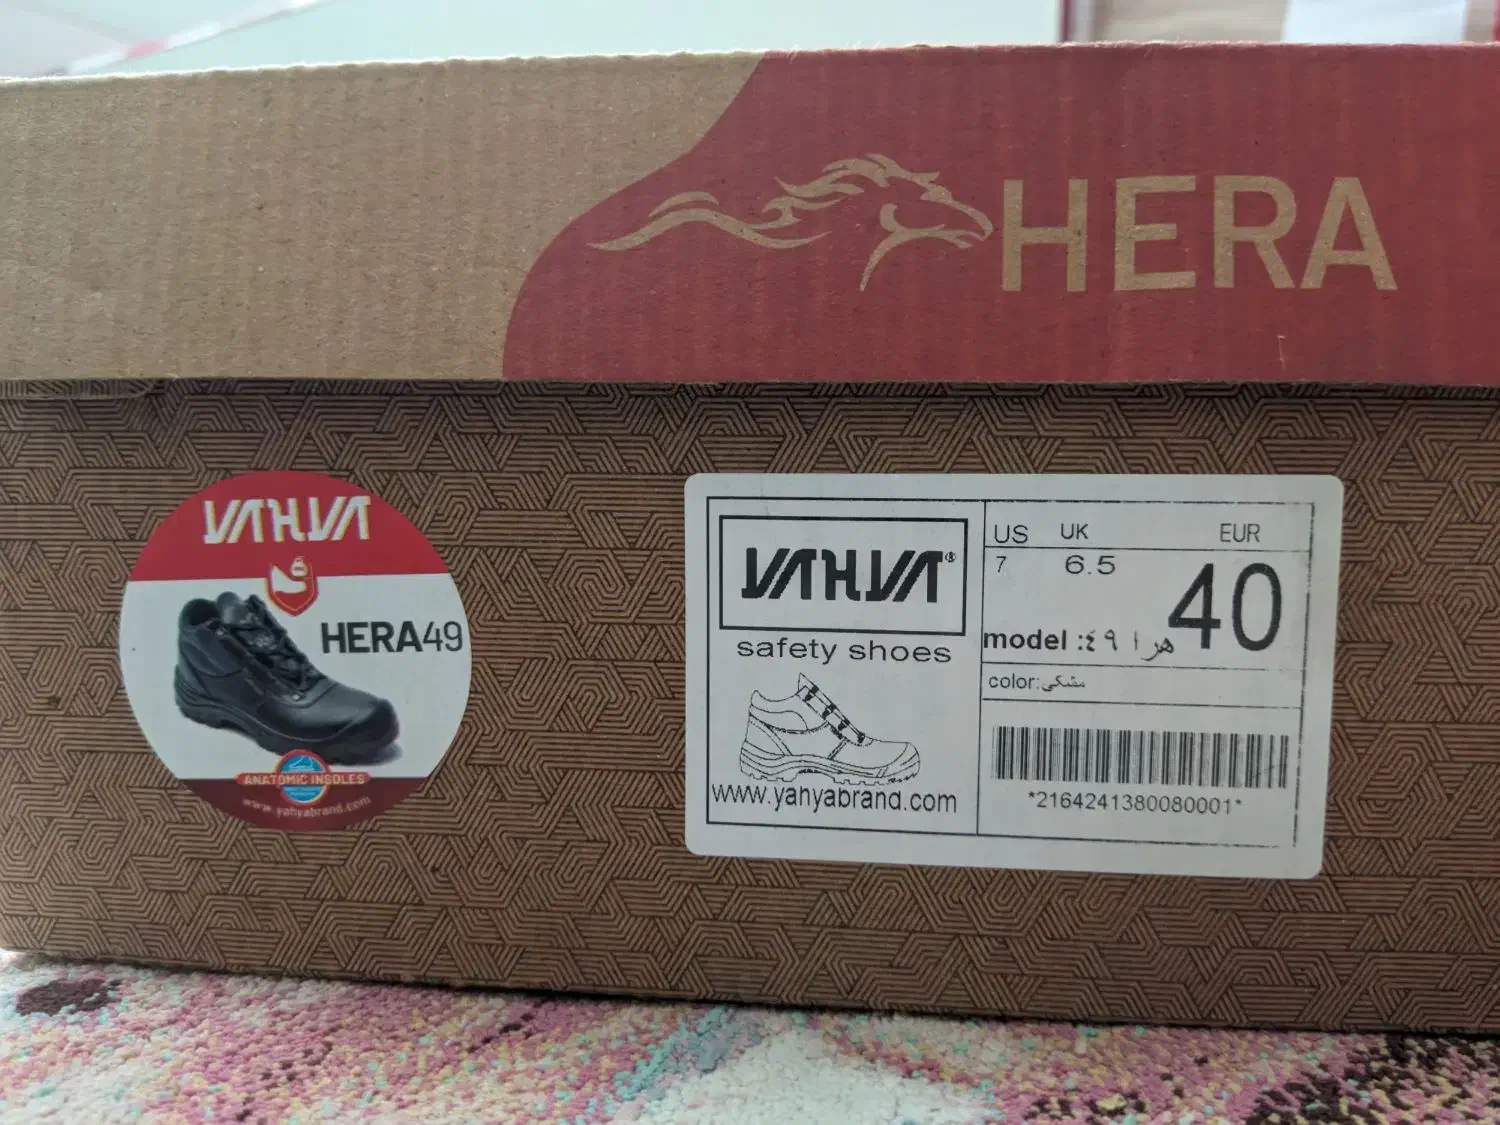 HERA
YAHYA
HERA49
ANATOMIC INSOLES
www.yahyabrand.com
YAHYA®
safety shoes
www.yahyabrand.com
US UK EUR
7 6.5 40
model :هرا ٤٩
color:مشکی
*2164241380080001*